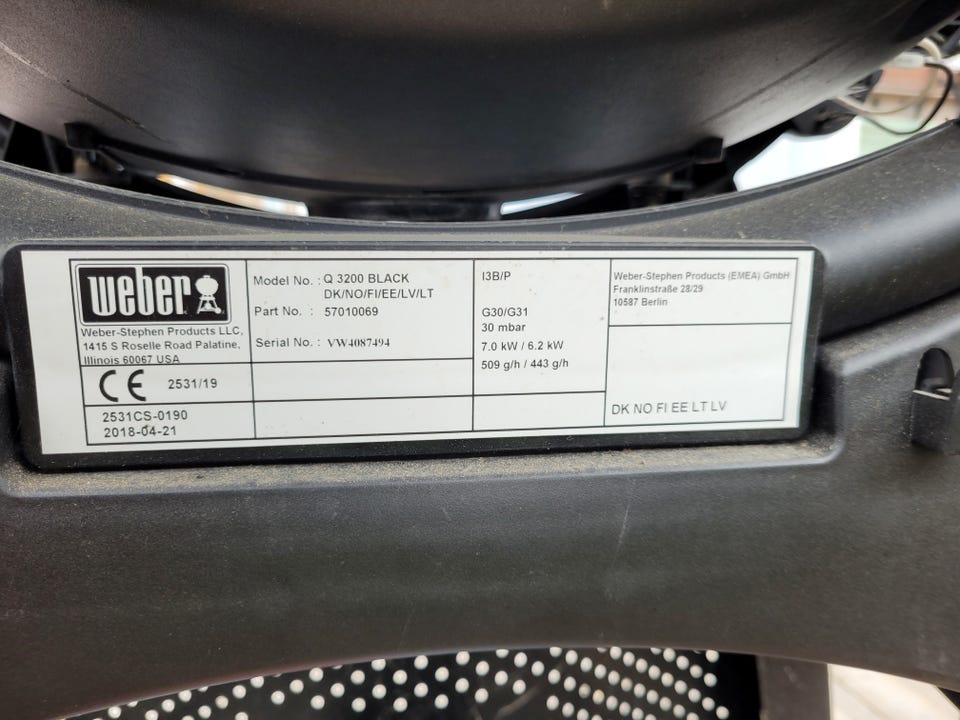 weber
Weber-Stephen Products LLC,
1415 S Roselle Road Palatine,
Illinois 60067 USA
CE 2531/19
2531CS-0190
2018-04-21
Model No. : Q 3200 BLACK
DK/NO/FI/EE/LV/LT
Part No. : 57010069
Serial No. : VW4087494
I3B/P
G30/G31
30 mbar
7.0 kW / 6.2 kW
509 g/h / 443 g/h
Weber-Stephen Products (EMEA) GmbH
Franklinstraße 28/29
10587 Berlin
DK NO FI EE LT LV